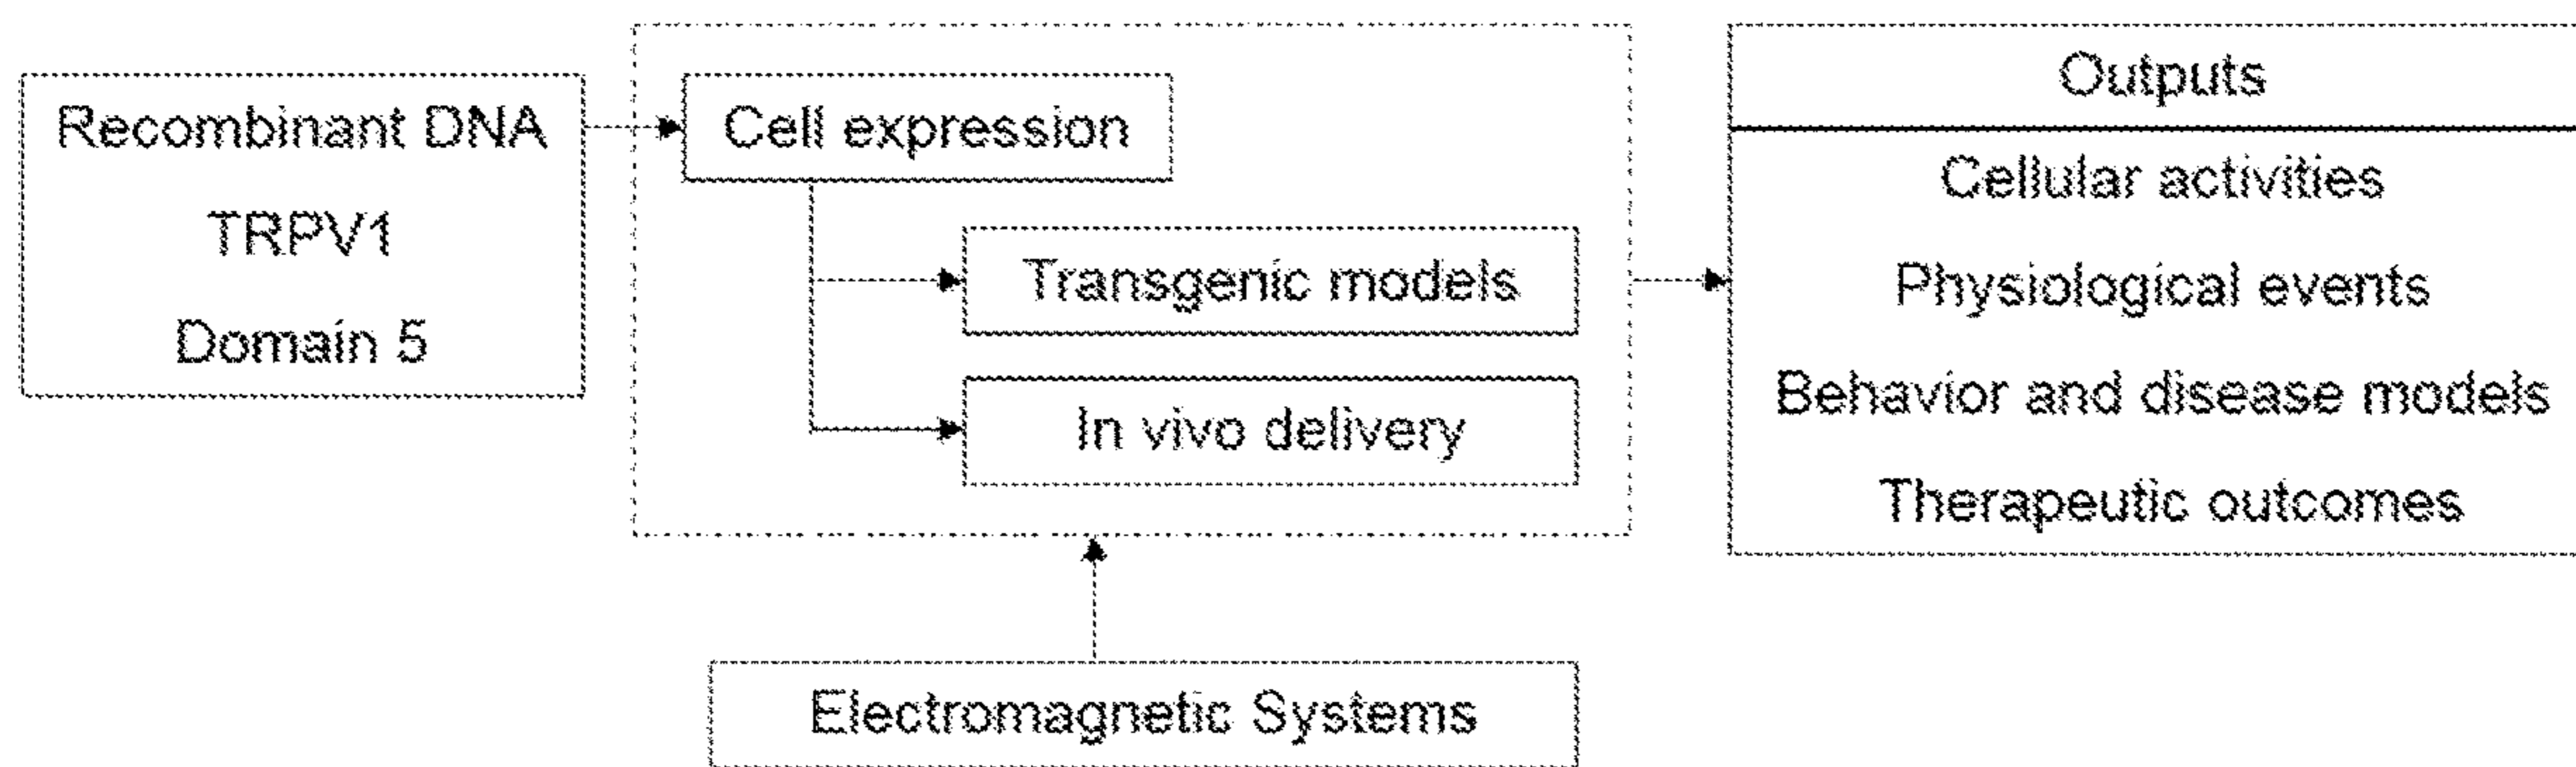 Recombinant DNA
TRPV1
Domain 5
Cell expression
Transgenic models
In vivo delivery
Electromagnetic Systems
Outputs
Cellular activities
Physiological events
Behavior and disease models
Therapeutic outcomes